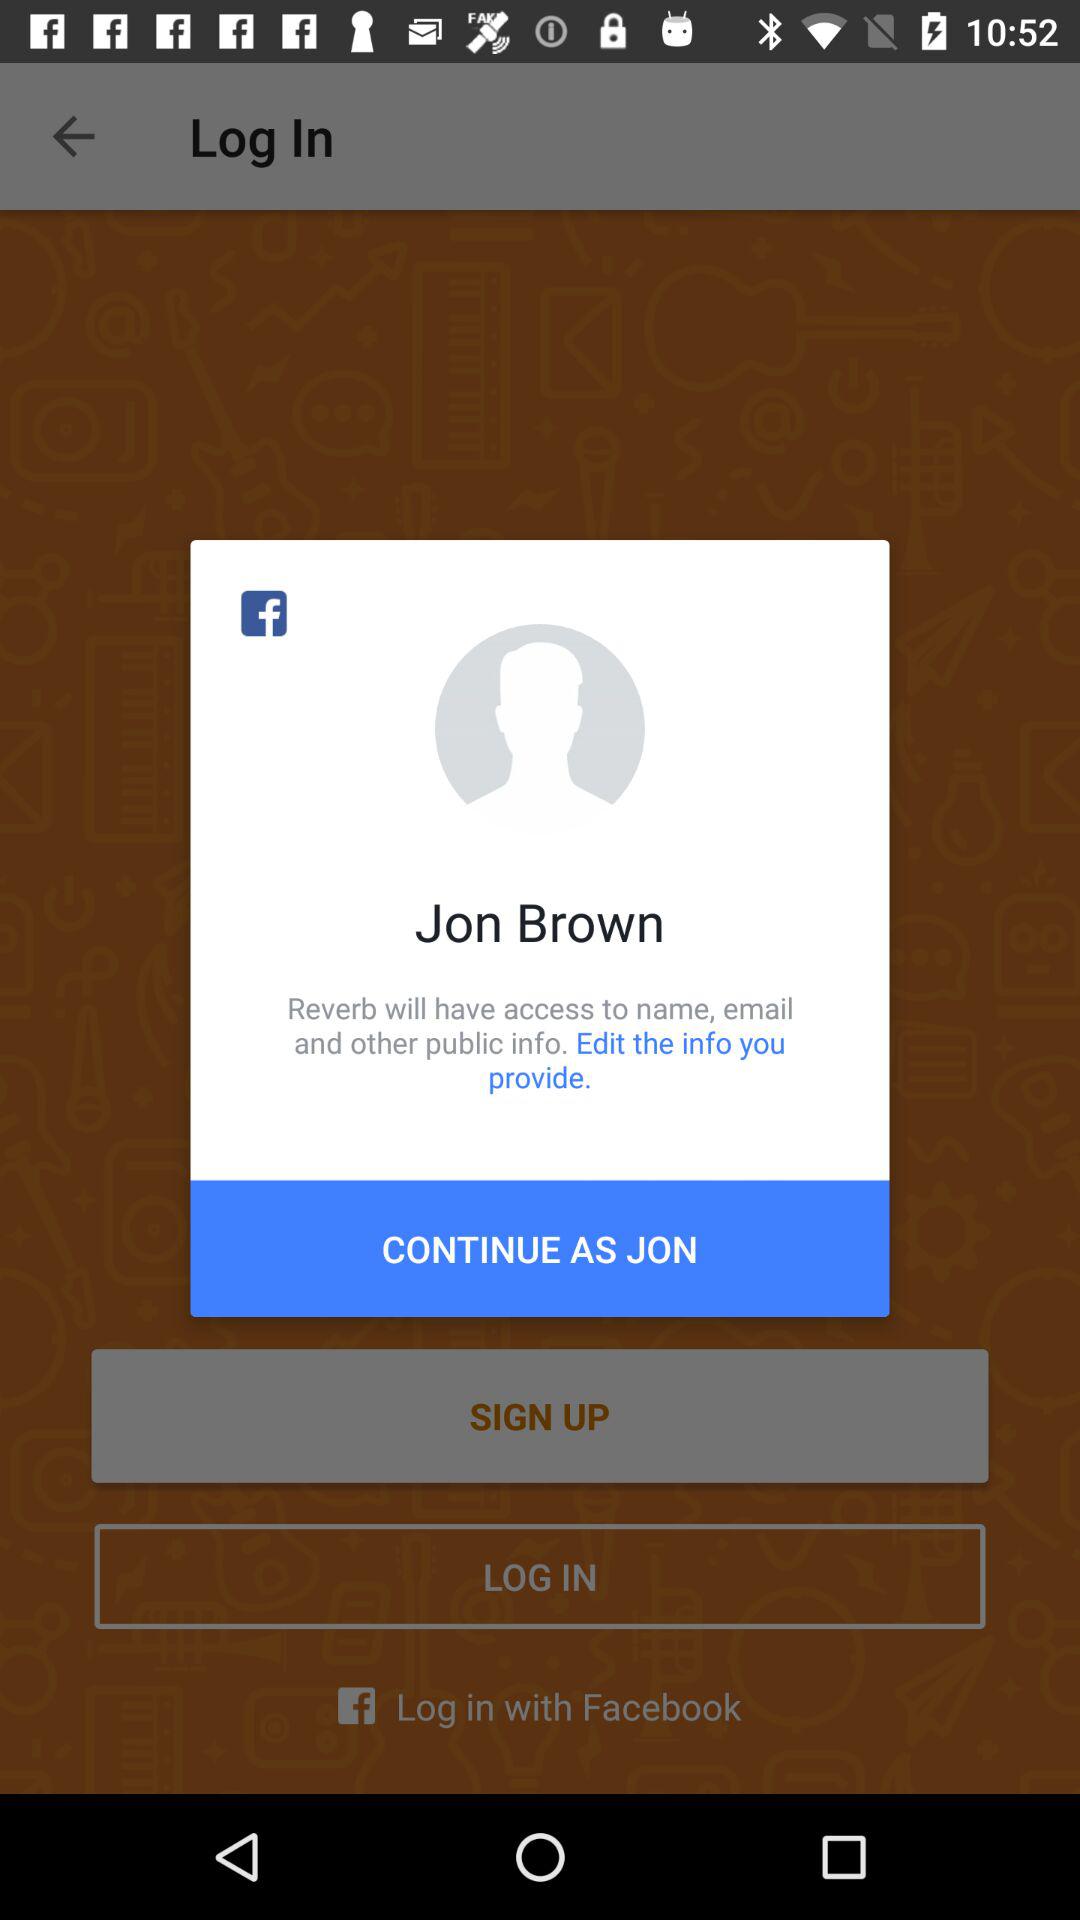 FAKE
10:52
Log In
Jon Brown
Reverb will have access to name, email
and other public info. Edit the info you
provide.
CONTINUE AS JON
SIGN UP
LOG IN
Log in with Facebook